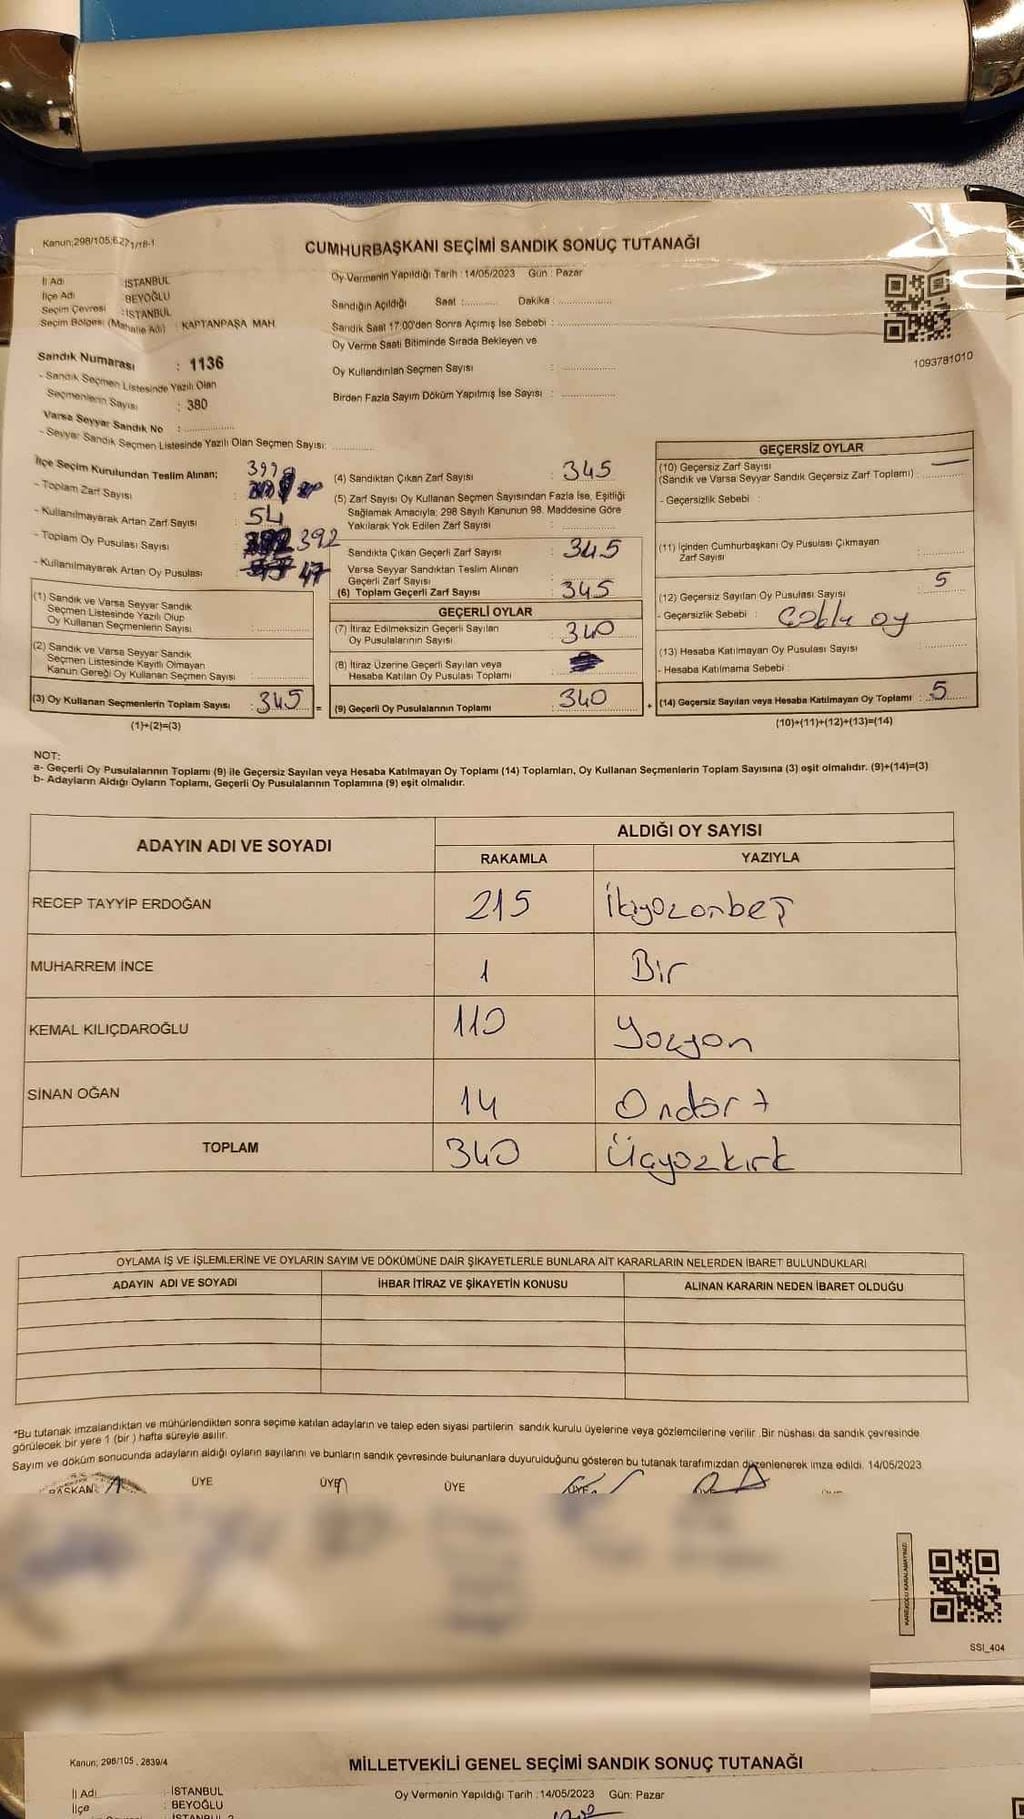 Kanun;298/105;6271/18-1
CUMHURBAŞKANI SEÇİMİ SANDIK SONUÇ TUTANAĞI
İl Adı : İSTANBUL
İlçe Adı : BEYOĞLU
Seçim Çevresi : İSTANBUL
Seçim Bölgesi (Mahalle Adı) : KAPTANPAŞA MAH
Oy Vermenin Yapıldığı Tarih : 14/05/2023 Gün : Pazar
Sandığın Açıldığı Saat :........... Dakika :..............
Sandık Saat 17:00'den Sonra Açımış İse Sebebi : ..............
Oy Verme Saati Bitiminde Sırada Bekleyen ve
Oy Kullandırılan Seçmen Sayısı : ..............
Birden Fazla Sayım Döküm Yapılmış İse Sayısı : ..............
1093781010
Sandık Numarası : 1136
- Sandık Seçmen Listesinde Yazılı Olan
Seçmenlerin Sayısı : 380
Varsa Seyyar Sandık No : ..............
- Seyyar Sandık Seçmen Listesinde Yazılı Olan Seçmen Sayısı: ...........
İlçe Seçim Kurulundan Teslim Alınan;
- Toplam Zarf Sayısı : 399
- Kullanılmayarak Artan Zarf Sayısı : 54
- Toplam Oy Pusulası Sayısı : 392
- Kullanılmayarak Artan Oy Pusulası : 47
(1) Sandık ve Varsa Seyyar Sandık
Seçmen Listesinde Yazılı Olup
Oy Kullanan Seçmenlerin Sayısı : ..............
(2) Sandık ve Varsa Seyyar Sandık
Seçmen Listesinde Kayıtlı Olmayan
Kanun Gereği Oy Kullanan Seçmen Sayısı : ..............
(3) Oy Kullanan Seçmenlerin Toplam Sayısı : 345 =
(1)+(2)=(3)
(4) Sandıktan Çıkan Zarf Sayısı : 345
(5) Zarf Sayısı Oy Kullanan Seçmen Sayısından Fazla İse, Eşitliği
Sağlamak Amacıyla; 298 Sayılı Kanunun 98. Maddesine Göre
Yakılarak Yok Edilen Zarf Sayısı : ..............
Sandıkta Çıkan Geçerli Zarf Sayısı : 345
Varsa Seyyar Sandıktan Teslim Alınan
Geçerli Zarf Sayısı
(6) Toplam Geçerli Zarf Sayısı : 345
GEÇERLİ OYLAR
(7) İtiraz Edilmeksizin Geçerli Sayılan
Oy Pusulalarının Sayısı : 340
(8) İtiraz Üzerine Geçerli Sayılan veya
Hesaba Katılan Oy Pusulası Toplamı :
(9) Geçerli Oy Pusulalarının Toplamı : 340 +
GEÇERSİZ OYLAR
(10) Geçersiz Zarf Sayısı
(Sandık ve Varsa Seyyar Sandık Geçersiz Zarf Toplamı) : —
- Geçersizlik Sebebi :
(11) İçinden Cumhurbaşkanı Oy Pusulası Çıkmayan
Zarf Sayısı : ..............
(12) Geçersiz Sayılan Oy Pusulası Sayısı : 5
- Geçersizlik Sebebi : Çoklu oy
(13) Hesaba Katılmayan Oy Pusulası Sayısı : ..............
- Hesaba Katılmama Sebebi :
(14) Geçersiz Sayılan veya Hesaba Katılmayan Oy Toplamı : 5
(10)+(11)+(12)+(13)=(14)
NOT:
a- Geçerli Oy Pusulalarının Toplamı (9) ile Geçersiz Sayılan veya Hesaba Katılmayan Oy Toplamı (14) Toplamları, Oy Kullanan Seçmenlerin Toplam Sayısına (3) eşit olmalıdır. (9)+(14)=(3)
b- Adayların Aldığı Oyların Toplamı, Geçerli Oy Pusulalarının Toplamına (9) eşit olmalıdır.
ADAYIN ADI VE SOYADI ALDIĞI OY SAYISI
RAKAMLA YAZIYLA
RECEP TAYYİP ERDOĞAN 215 İkiyüzonbeş
MUHARREM İNCE 1 Bir
KEMAL KILIÇDAROĞLU 110 Yüzyon
SİNAN OĞAN 14 Ondört
TOPLAM 340 Üçyüzkırk
OYLAMA İŞ VE İŞLEMLERİNE VE OYLARIN SAYIM VE DÖKÜMÜNE DAİR ŞİKAYETLERLE BUNLARA AİT KARARLARIN NELERDEN İBARET BULUNDUKLARI
ADAYIN ADI VE SOYADI İHBAR İTİRAZ VE ŞİKAYETİN KONUSU ALINAN KARARIN NEDEN İBARET OLDUĞU
*Bu tutanak imzalandıktan ve mühürlendikten sonra seçime katılan adayların ve talep eden siyasi partilerin sandık kurulu üyelerine veya gözlemcilerine verilir. Bir nüshası da sandık çevresinde
görülecek bir yere 1 (bir) hafta süreyle asılır.
Sayım ve döküm sonucunda adayların aldığı oyların sayılarını ve bunların sandık çevresinde bulunanlara duyurulduğunu gösteren bu tutanak tarafımızdan düzenlenerek imza edildi. 14/05/2023
BAŞKAN ÜYE ÜYE ÜYE ÜYE
KAREKODU KARALAMAYINIZ!
SSI_404
Kanun; 298/105 , 2839/4
MİLLETVEKİLİ GENEL SEÇİMİ SANDIK SONUÇ TUTANAĞI
İl Adı : İSTANBUL
İlçe : BEYOĞLU
Oy Vermenin Yapıldığı Tarih : 14/05/2023 Gün: Pazar